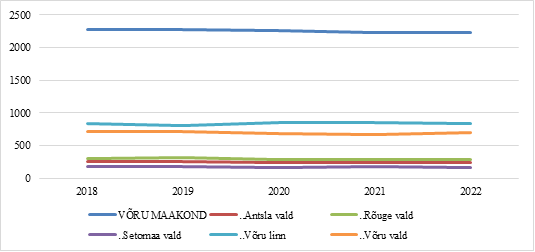 2500
2000
1500
1000
500
0
2018 2019 2020 2021 2022
VÕRU MAAKOND ..Antsla vald ..Rõuge vald
..Setomaa vald ..Võru linn ..Võru vald